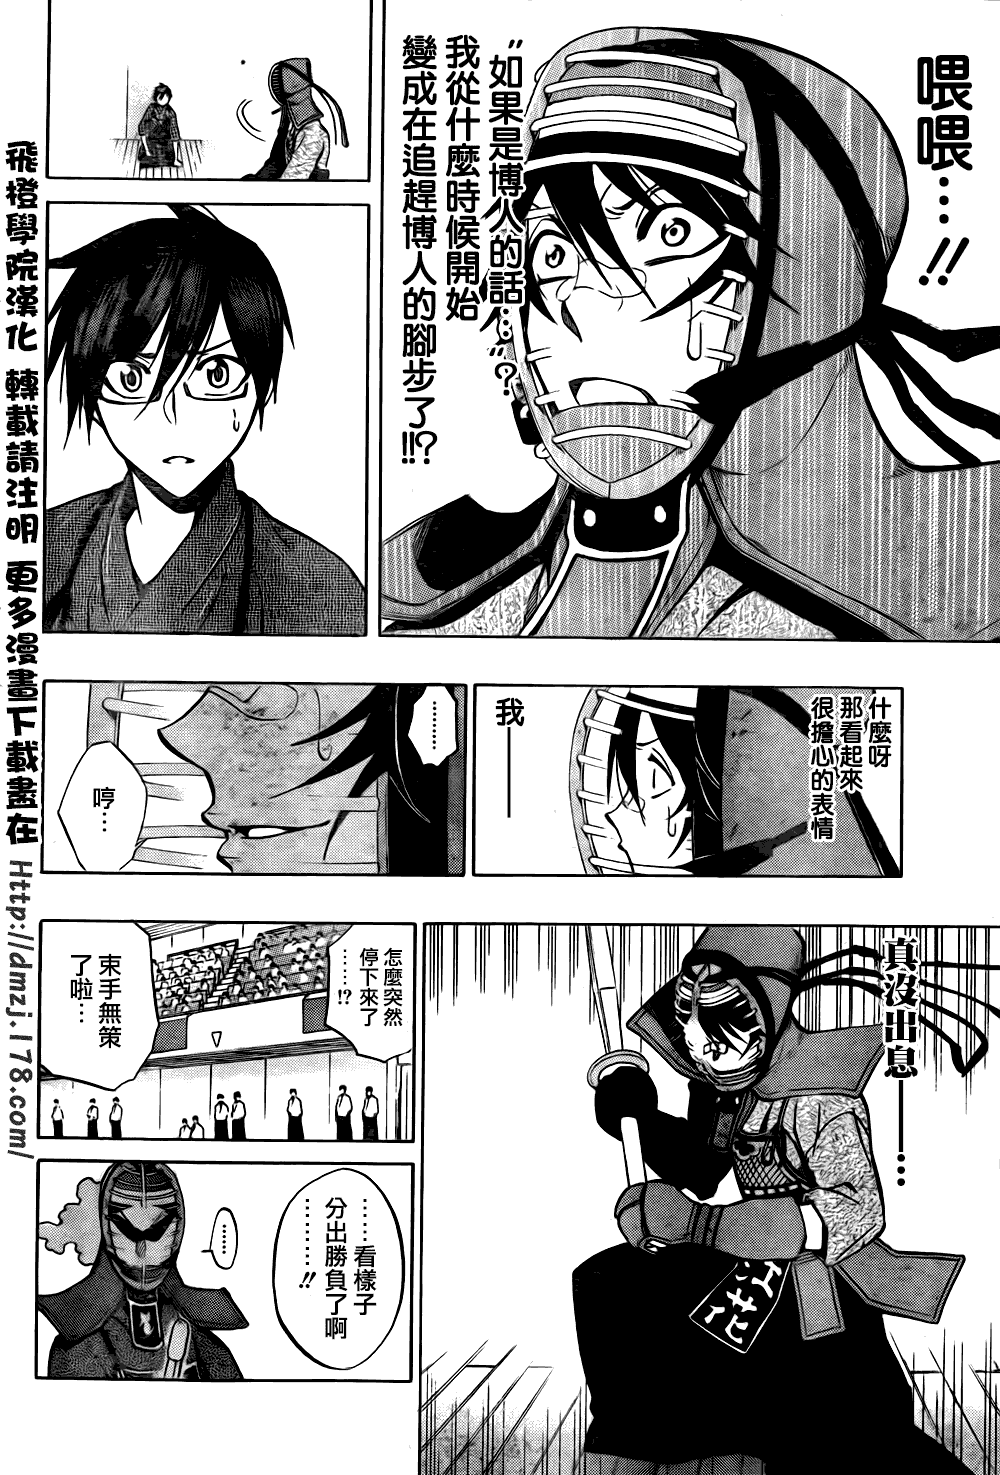 喂喂…!!
〝如果是博人的話…〞?
我從什麼時候開始
變成在追趕博人的腳步了!!?
什麼呀
那看起來
很擔心的表情
我——
………
哼…
真沒出息——…
怎麼突然
停下來了
……!?
束手無策
了啦…
……看樣子
分出勝負了啊
……!!
……
江花
飛橙學院漢化 轉載請注明 更多漫畫下載盡在 Http://dmzj.178.com/